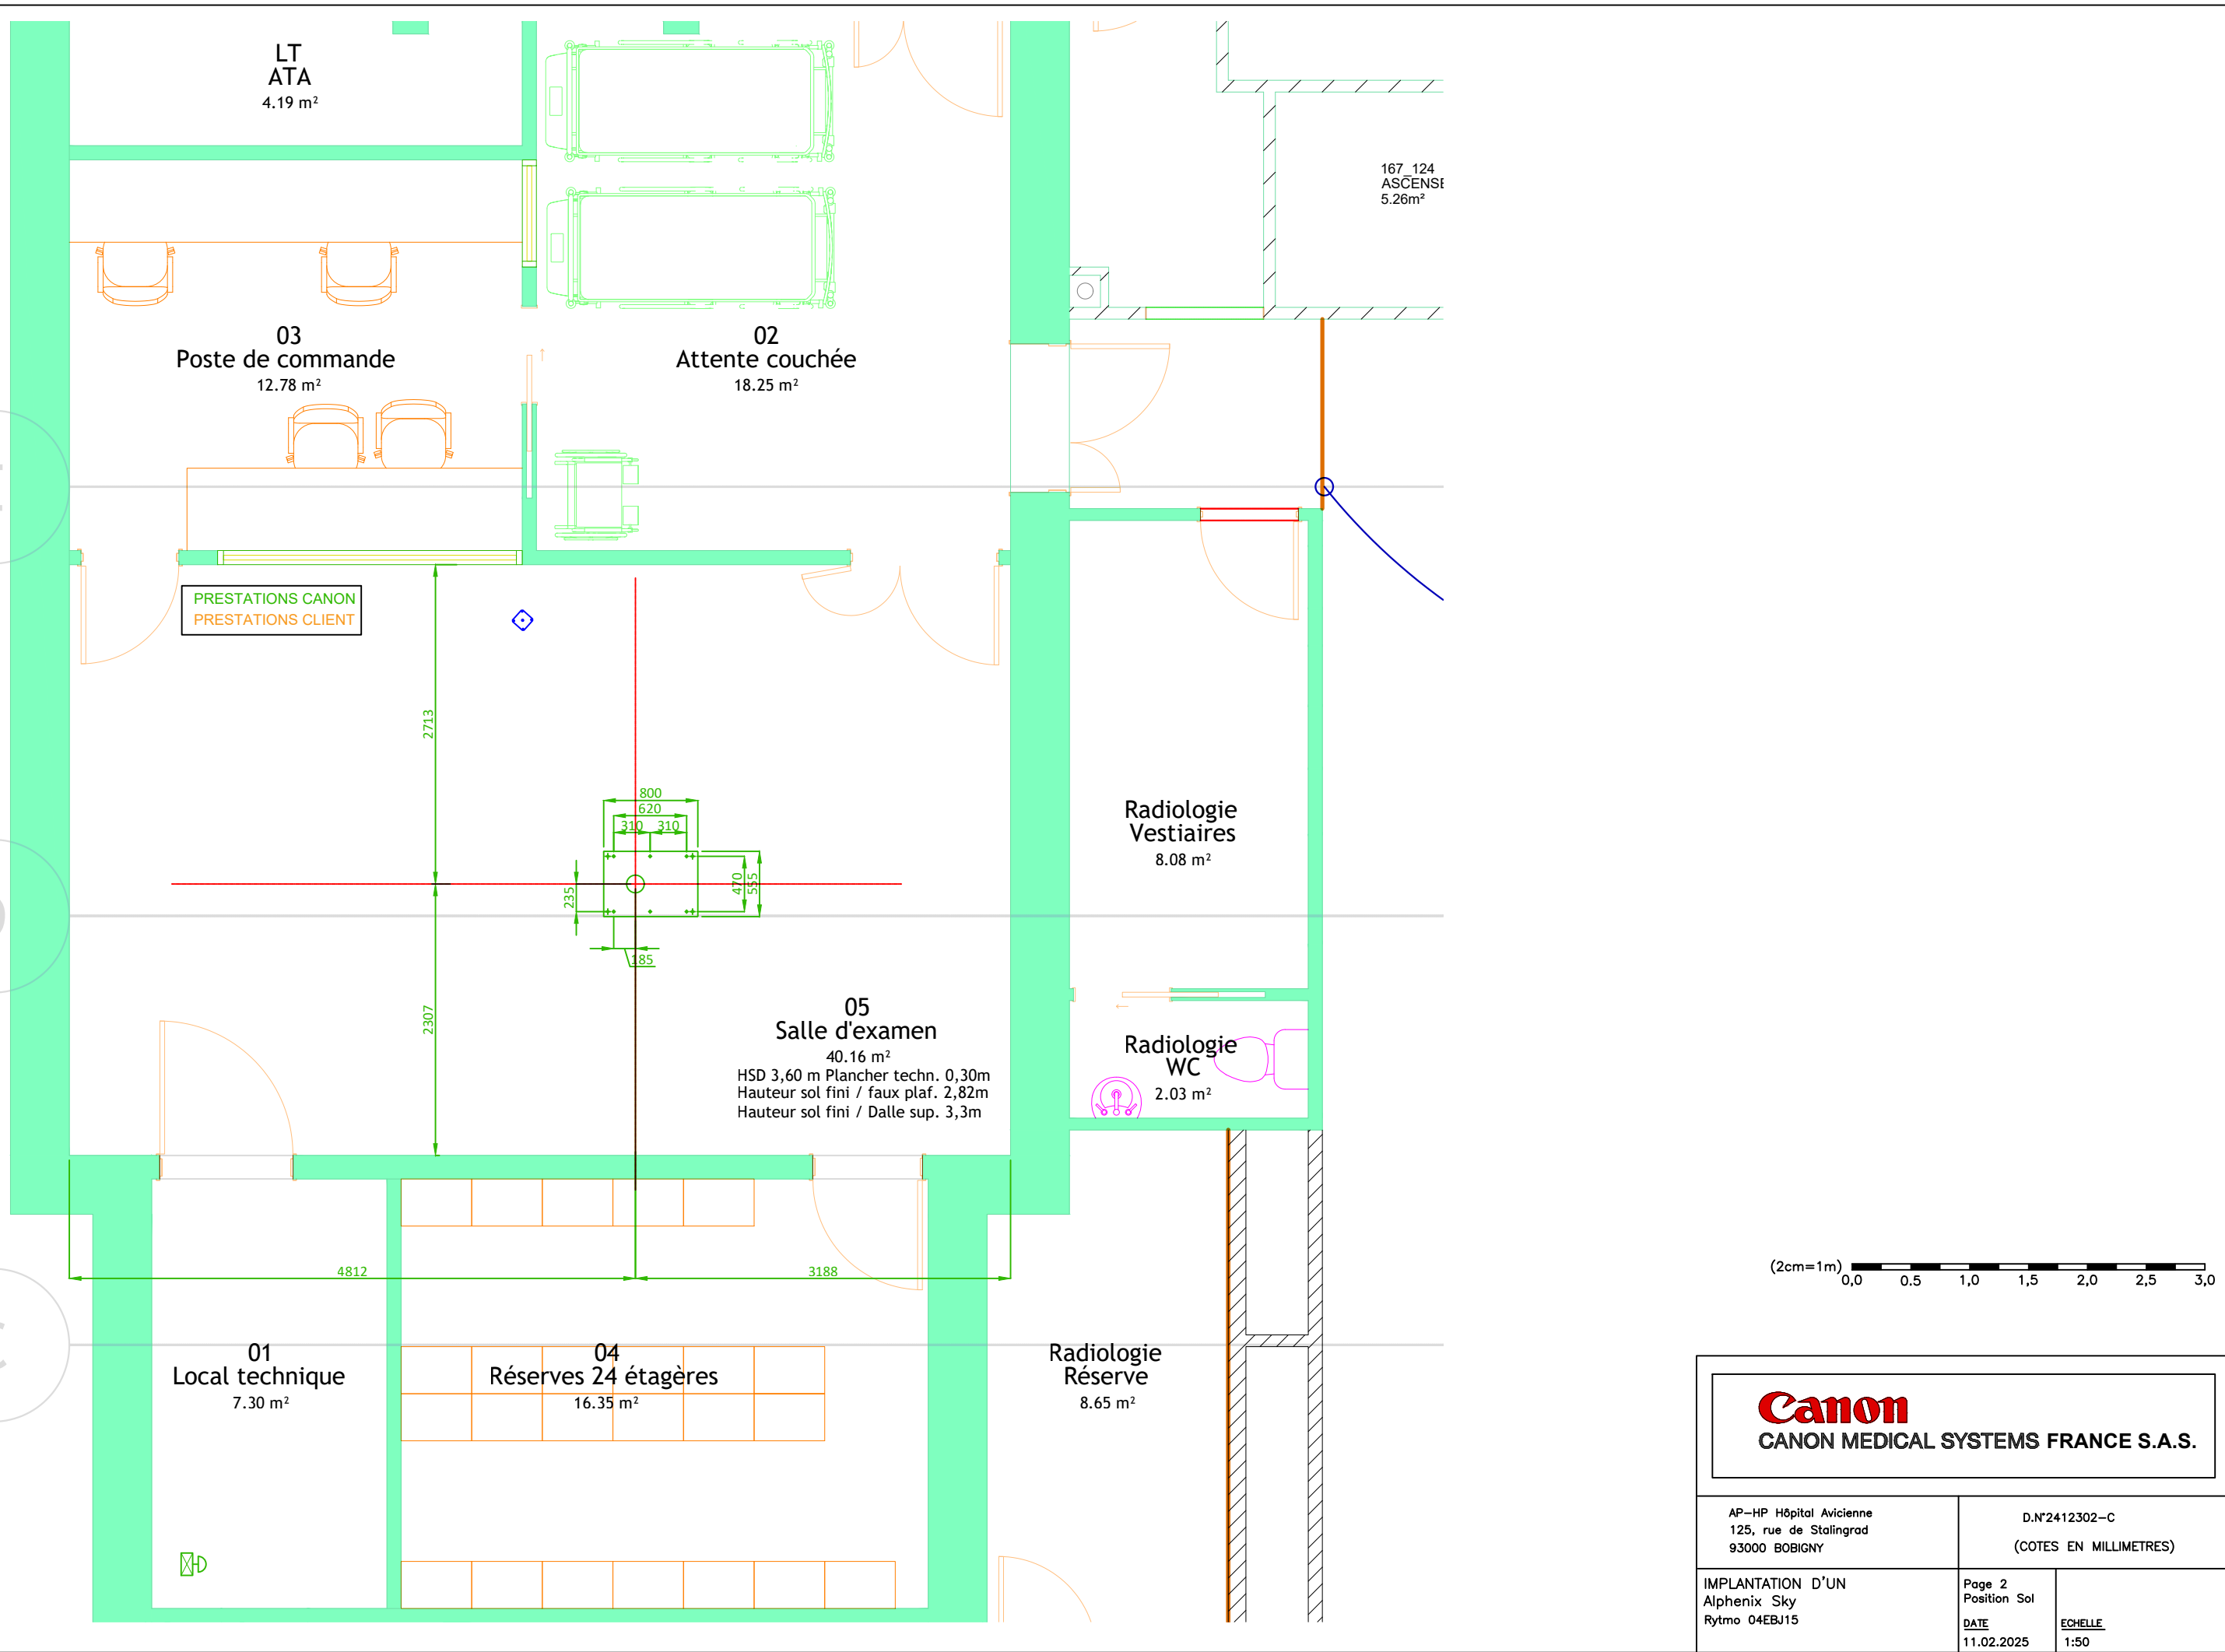 LT
ATA
4.19 m²
167_124
ASCENSE
5.26m²
03
Poste de commande
12.78 m²
02
Attente couchée
18.25 m²
PRESTATIONS CANON
PRESTATIONS CLIENT
2713
800
620
310
310
235
470
555
185
2307
Radiologie
Vestiaires
8.08 m²
05
Salle d'examen
40.16 m²
HSD 3,60 m Plancher techn. 0,30m
Hauteur sol fini / faux plaf. 2,82m
Hauteur sol fini / Dalle sup. 3,3m
Radiologie
WC
2.03 m²
4812
3188
01
Local technique
7.30 m²
04
Réserves 24 étagères
16.35 m²
Radiologie
Réserve
8.65 m²
(2cm=1m)
0,0 0.5 1,0 1,5 2,0 2,5 3,0
Canon
CANON MEDICAL SYSTEMS FRANCE S.A.S.
AP-HP Hôpital Avicienne
125, rue de Stalingrad
93000 BOBIGNY
D.N°2412302-C
(COTES EN MILLIMETRES)
IMPLANTATION D'UN
Alphenix Sky
Rytmo 04EBJ15
Page 2
Position Sol
DATE
11.02.2025
ECHELLE
1:50